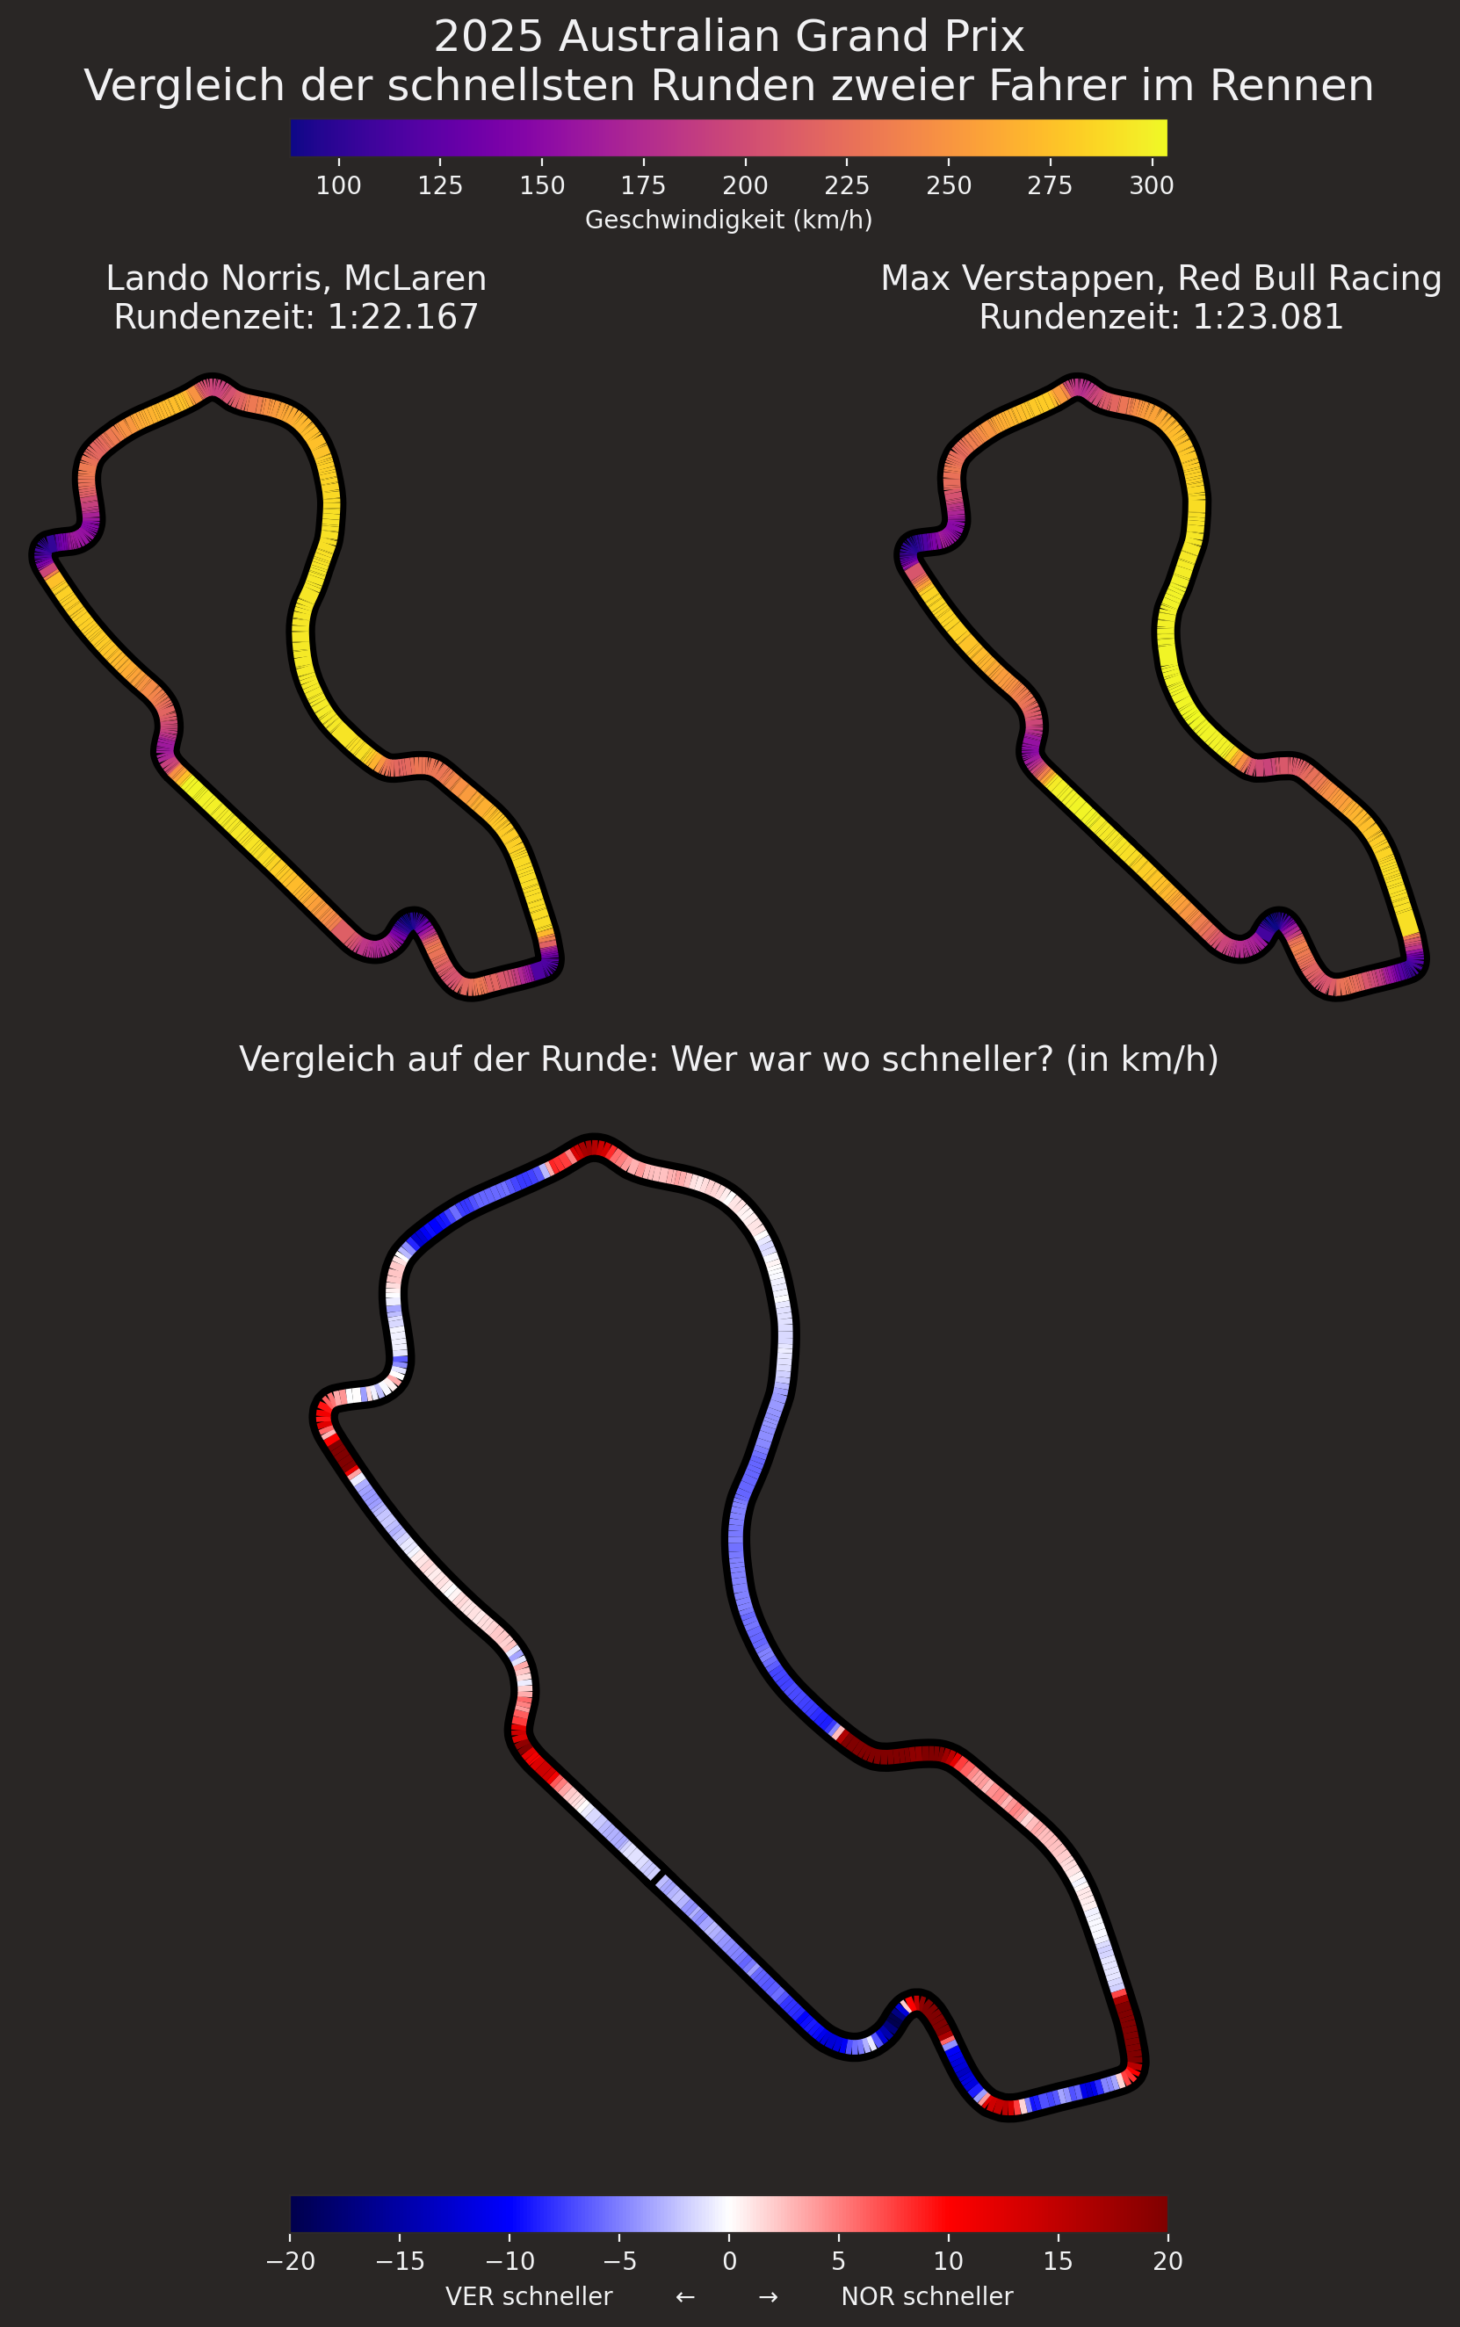 2025 Australian Grand Prix
Vergleich der schnellsten Runden zweier Fahrer im Rennen
100 125 150 175 200 225 250 275 300
Geschwindigkeit (km/h)
Lando Norris, McLaren
Rundenzeit: 1:22.167
Max Verstappen, Red Bull Racing
Rundenzeit: 1:23.081
Vergleich auf der Runde: Wer war wo schneller? (in km/h)
−20 −15 −10 −5 0 5 10 15 20
VER schneller ← → NOR schneller